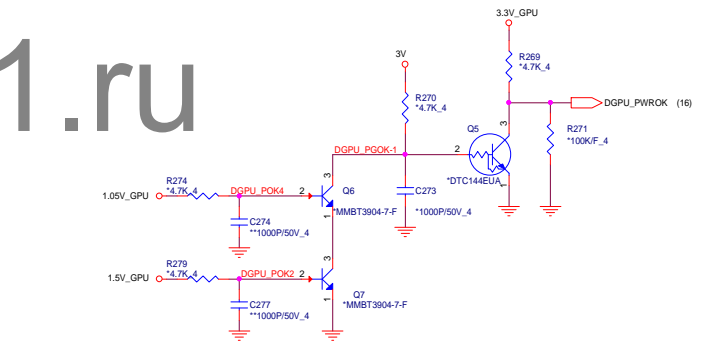 1.ru
3.3V_GPU
R269
*4.7K_4
3V
R270
*4.7K_4
DGPU_PWROK (16)
R271
*100K/F_4
Q5
3
2
1
*DTC144EUA
DGPU_PGOK-1
C273
*1000P/50V_4
R274
*4.7K_4
1.05V_GPU
DGPU_POK4
2
3
1
Q6
*MMBT3904-7-F
C274
**1000P/50V_4
R279
*4.7K_4
1.5V_GPU
DGPU_POK2
2
3
1
Q7
*MMBT3904-7-F
C277
**1000P/50V_4